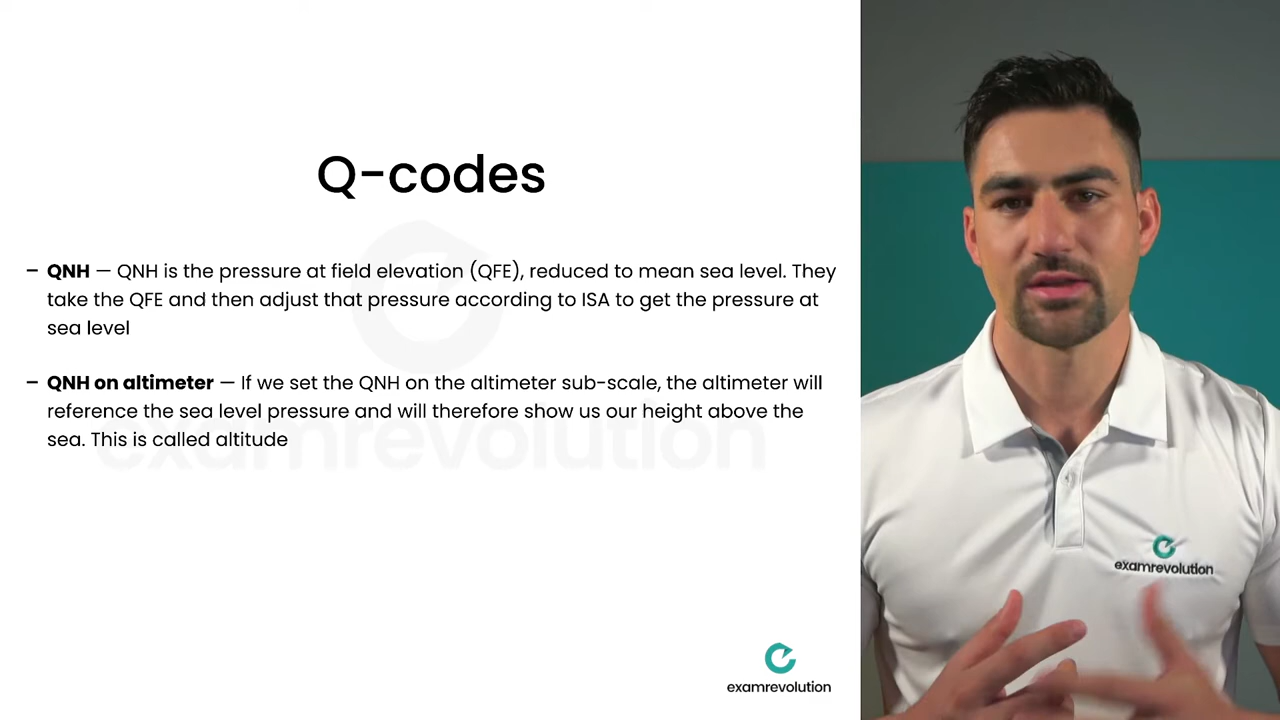 Q-codes
– QNH — QNH is the pressure at field elevation (QFE), reduced to mean sea level. They
take the QFE and then adjust that pressure according to ISA to get the pressure at
sea level
– QNH on altimeter — If we set the QNH on the altimeter sub-scale, the altimeter will
reference the sea level pressure and will therefore show us our height above the
sea. This is called altitude
examrevolution
examrevolution
examrevolution